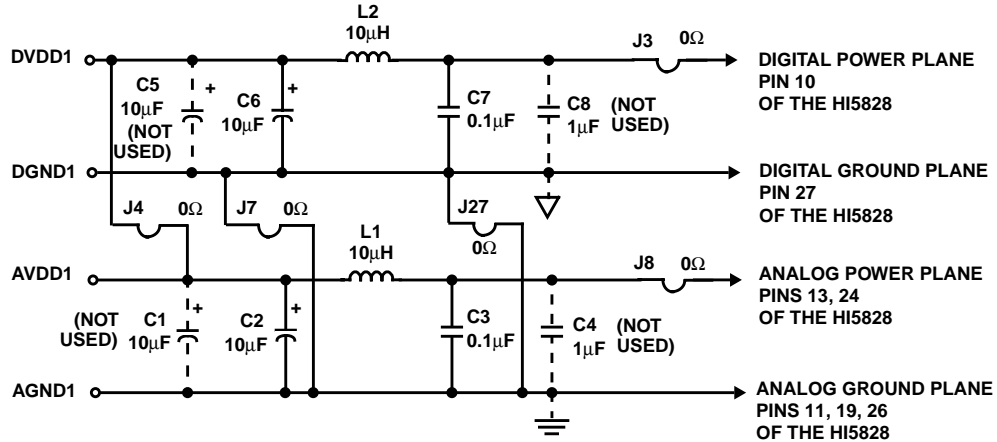 L2
10μH
J3 0Ω
DVDD1
DIGITAL POWER PLANE
PIN 10
OF THE HI5828
C5
10μF
(NOT
USED)
+
C6
10μF
+
C7
0.1μF
C8
1μF
(NOT
USED)
DGND1
DIGITAL GROUND PLANE
PIN 27
OF THE HI5828
J4 0Ω
J7 0Ω
J27
0Ω
L1
10μH
J8 0Ω
AVDD1
ANALOG POWER PLANE
PINS 13, 24
OF THE HI5828
(NOT
USED)
C1
10μF
+
C2
10μF
+
C3
0.1μF
C4
1μF
(NOT
USED)
AGND1
ANALOG GROUND PLANE
PINS 11, 19, 26
OF THE HI5828